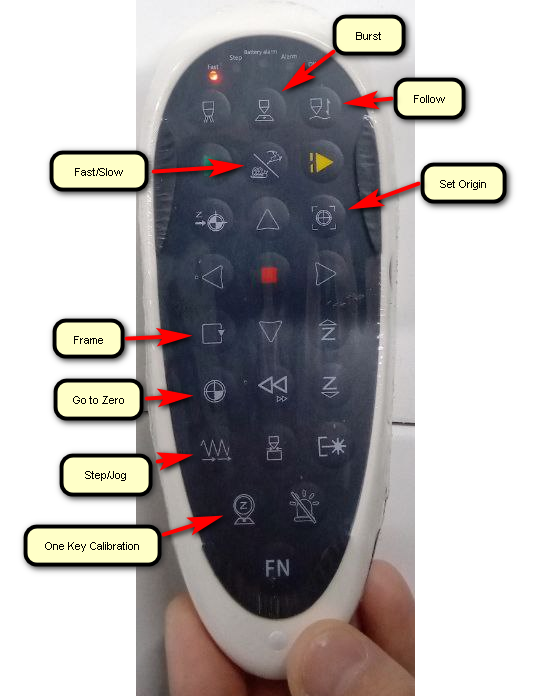 Burst
Battery alarm
Step
Alarm
Fast
Follow
Fast/Slow
Set Origin
Z
Frame
Z
Go to Zero
Z
Step/Jog
Z
One Key Calibration
FN